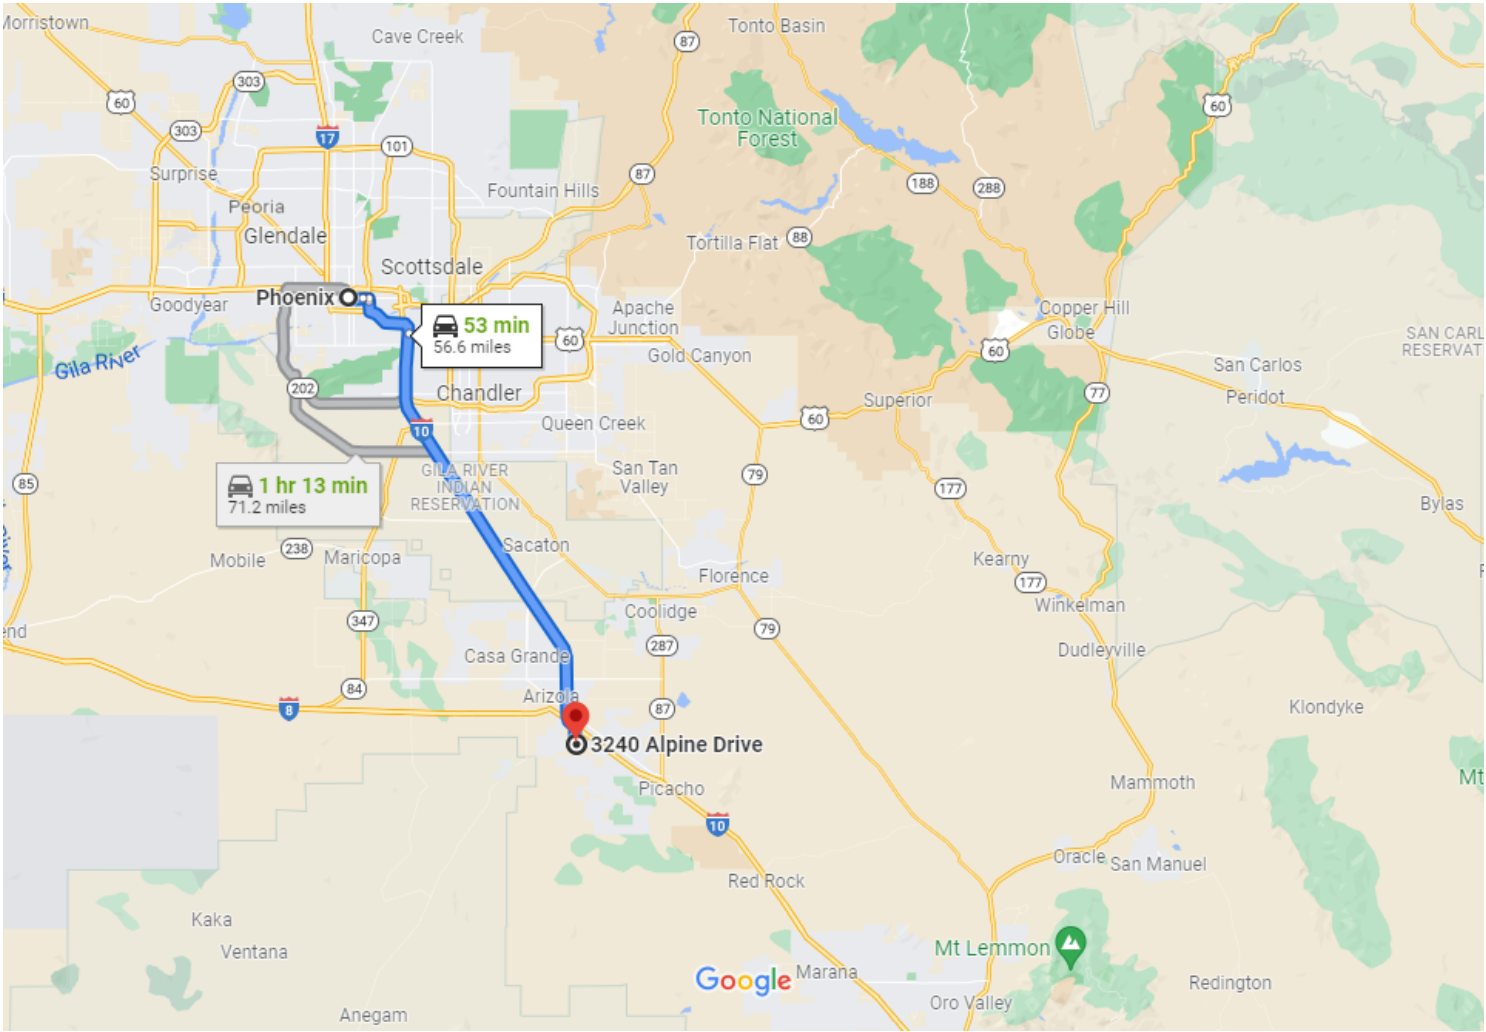 Morristown
Cave Creek
Tonto Basin
87
303
60
60
303
17
101
Tonto National
Forest
Surprise
Fountain Hills
87
188
288
Peoria
Glendale
Tortilla Flat
88
Scottsdale
Phoenix
Goodyear
53 min
56.6 miles
Apache
Junction
60
Copper Hill
Globe
60
SAN CARL
RESERVAT
Gila River
Gold Canyon
San Carlos
202
Chandler
77
Peridot
Superior
60
10
Queen Creek
GILA RIVER
INDIAN
RESERVATION
San Tan
Valley
79
1 hr 13 min
71.2 miles
85
177
Bylas
Mobile
238
Maricopa
Sacaton
Florence
Kearny
177
Winkelman
347
Coolidge
79
end
287
Casa Grande
Dudleyville
84
Arizola
8
87
Klondyke
3240 Alpine Drive
Picacho
Mammoth
Mt
10
Oracle
San Manuel
Red Rock
Kaka
Ventana
Mt Lemmon
Google
Marana
Redington
Oro Valley
Anegam